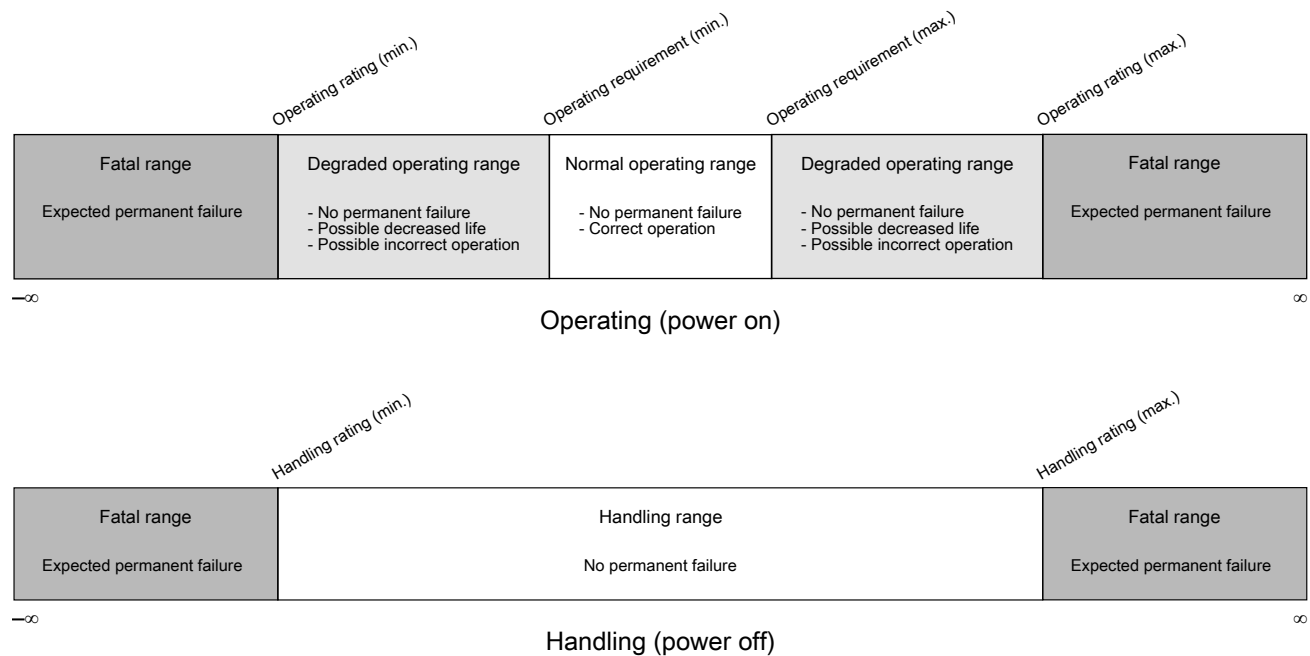 Operating rating (min.)
Operating requirement (min.)
Operating requirement (max.)
Operating rating (max.)
Fatal range
Degraded operating range
Normal operating range
Degraded operating range
Fatal range
Expected permanent failure
- No permanent failure
- Possible decreased life
- Possible incorrect operation
- No permanent failure
- Correct operation
- No permanent failure
- Possible decreased life
- Possible incorrect operation
Expected permanent failure
–∞
∞
Operating (power on)
Handling rating (min.)
Handling rating (max.)
Fatal range
Handling range
Fatal range
Expected permanent failure
No permanent failure
Expected permanent failure
–∞
∞
Handling (power off)